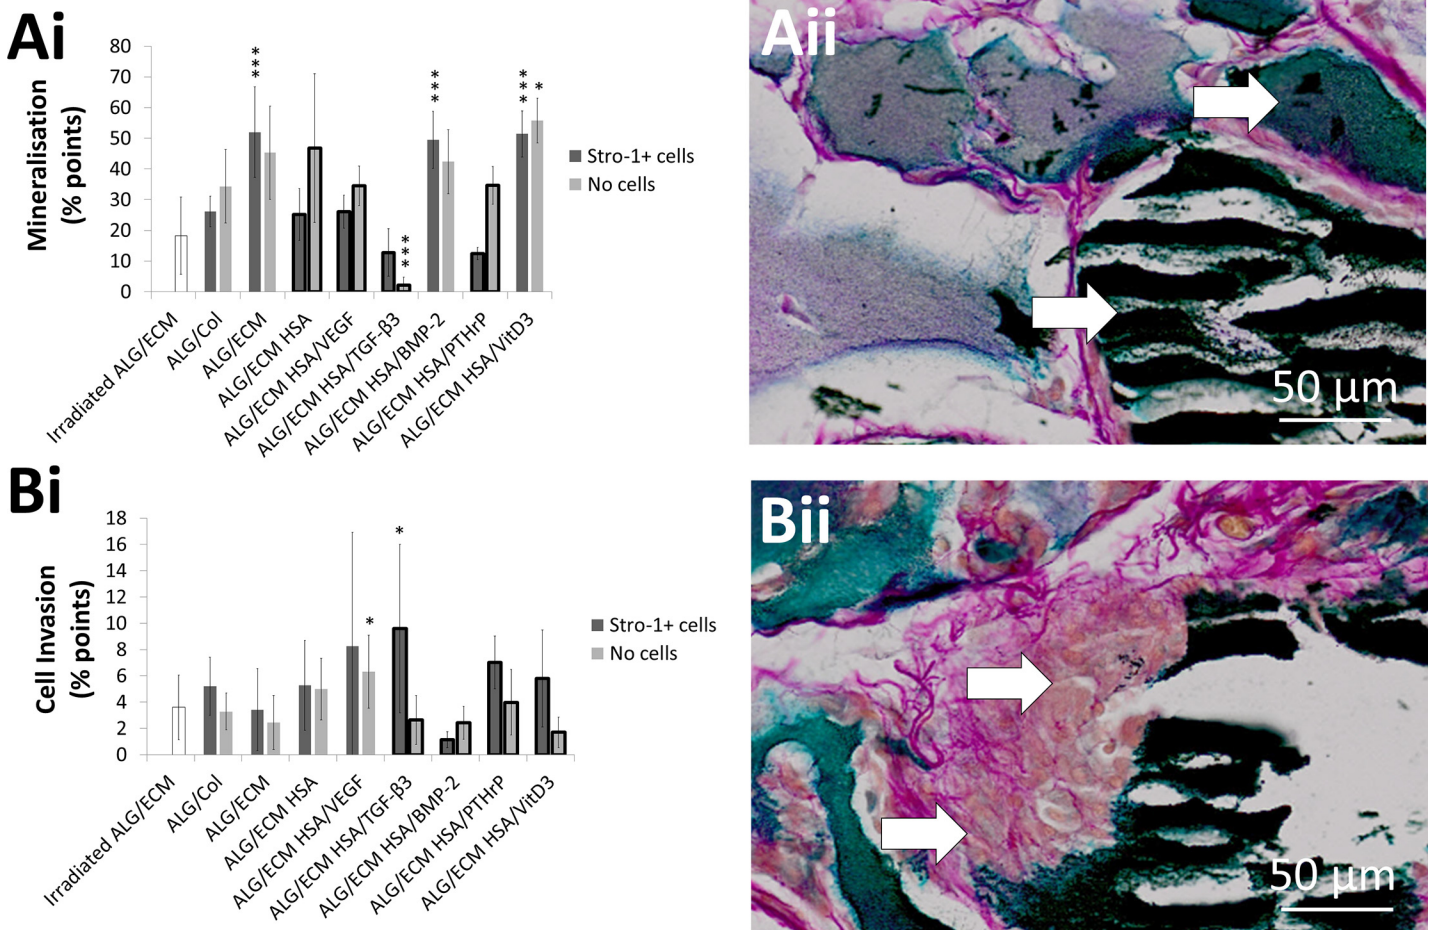 Ai
Mineralisation
(% points)
80
70
60
50
40
30
20
10
0
***
***
***
***
*
Stro-1+ cells
No cells
Irradiated ALG/ECM
ALG/Col
ALG/ECM
ALG/ECM HSA
ALG/ECM HSA/VEGF
ALG/ECM HSA/TGF-β3
ALG/ECM HSA/BMP-2
ALG/ECM HSA/PTHrP
ALG/ECM HSA/VitD3
Aii
50 µm
Bi
Cell Invasion
(% points)
18
16
14
12
10
8
6
4
2
0
*
*
Stro-1+ cells
No cells
Irradiated ALG/ECM
ALG/Col
ALG/ECM
ALG/ECM HSA
ALG/ECM HSA/VEGF
ALG/ECM HSA/TGF-β3
ALG/ECM HSA/BMP-2
ALG/ECM HSA/PTHrP
ALG/ECM HSA/VitD3
Bii
50 µm